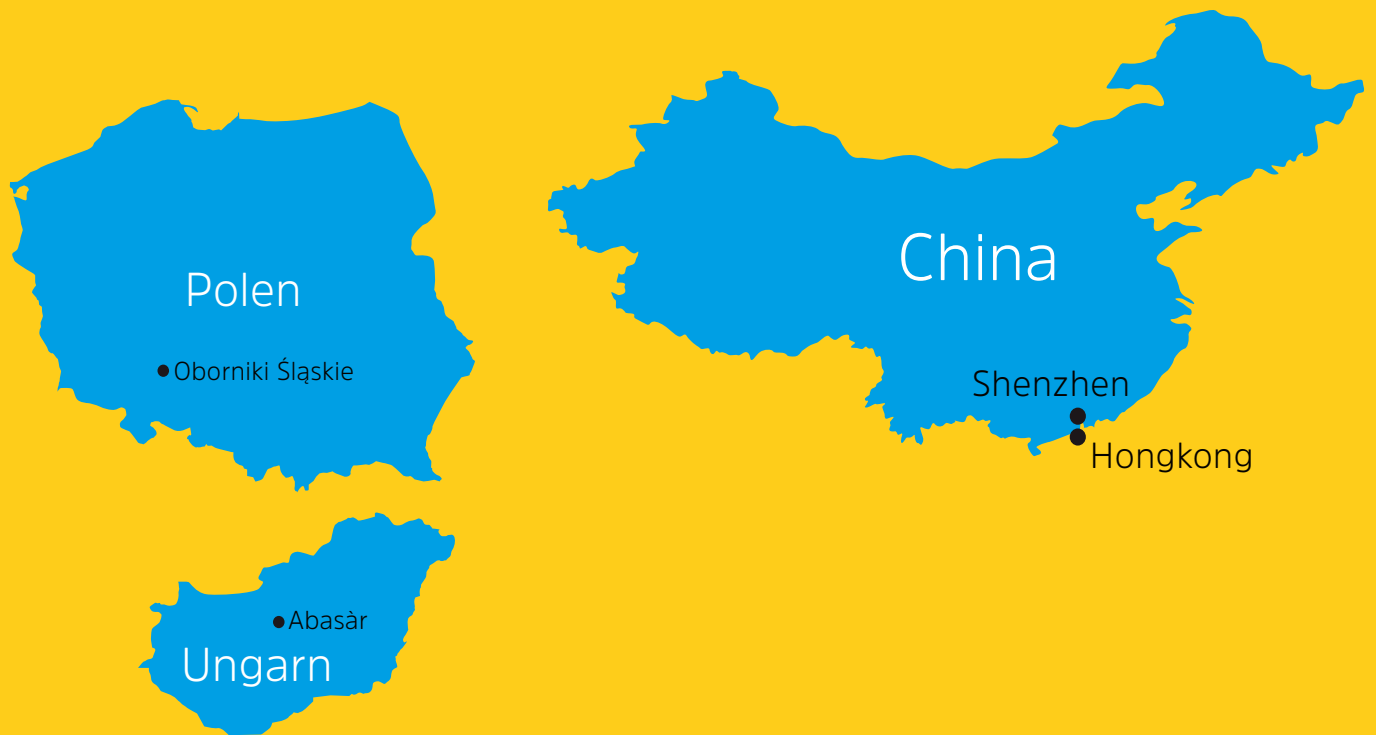 Polen
Oborniki Śląskie
Ungarn
Abasàr
China
Shenzhen
Hongkong